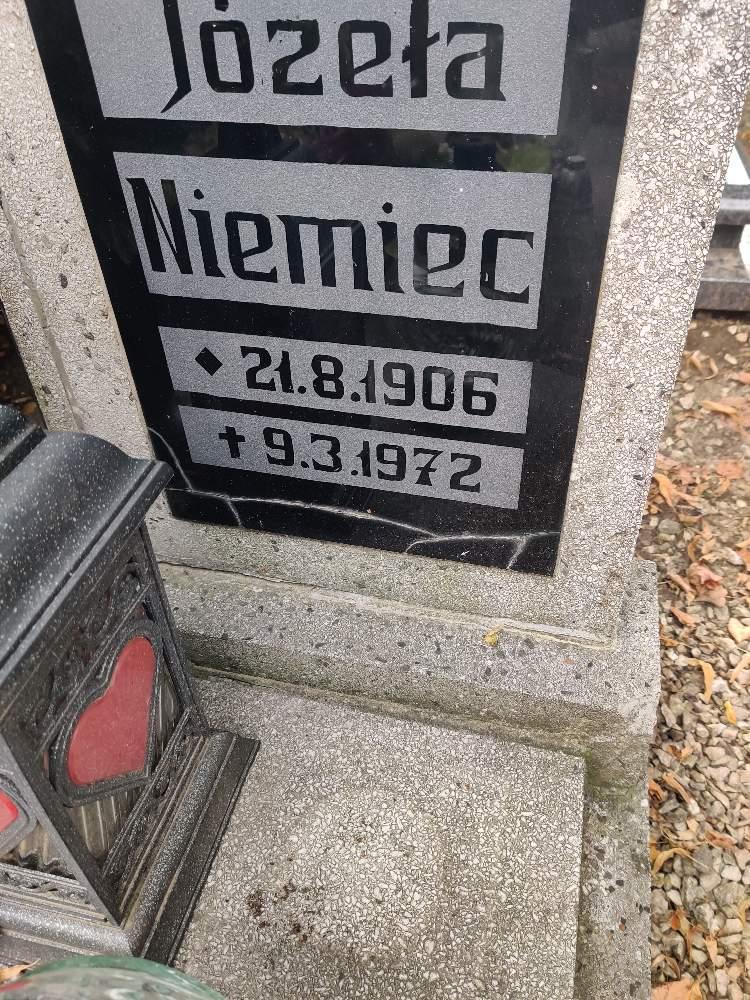 Józefa
Niemiec
◆ 21.8.1906
✝ 9.3.1972